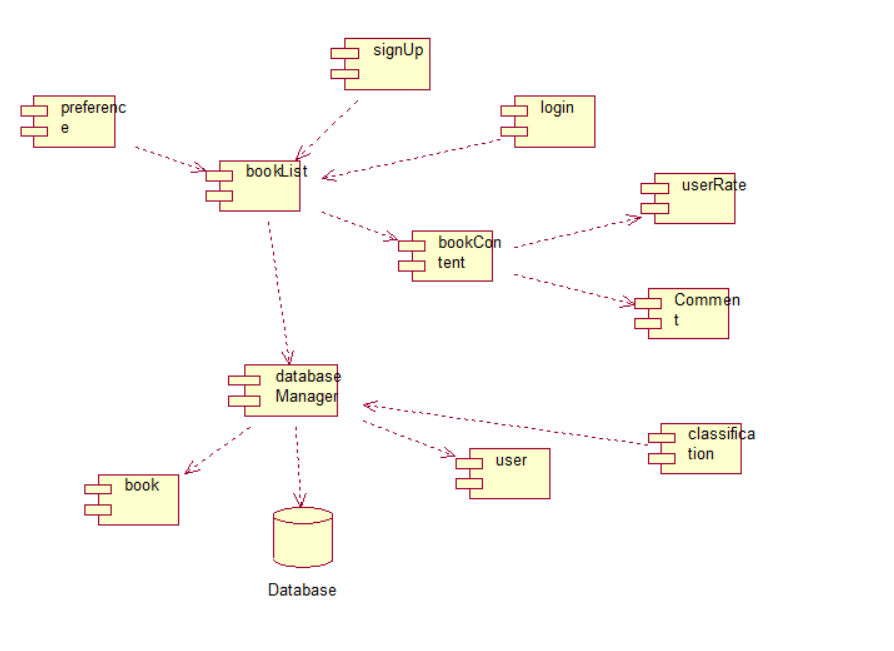 signUp
preferenc
e
login
bookList
userRate
bookCon
tent
Commen
t
database
Manager
classifica
tion
user
book
Database